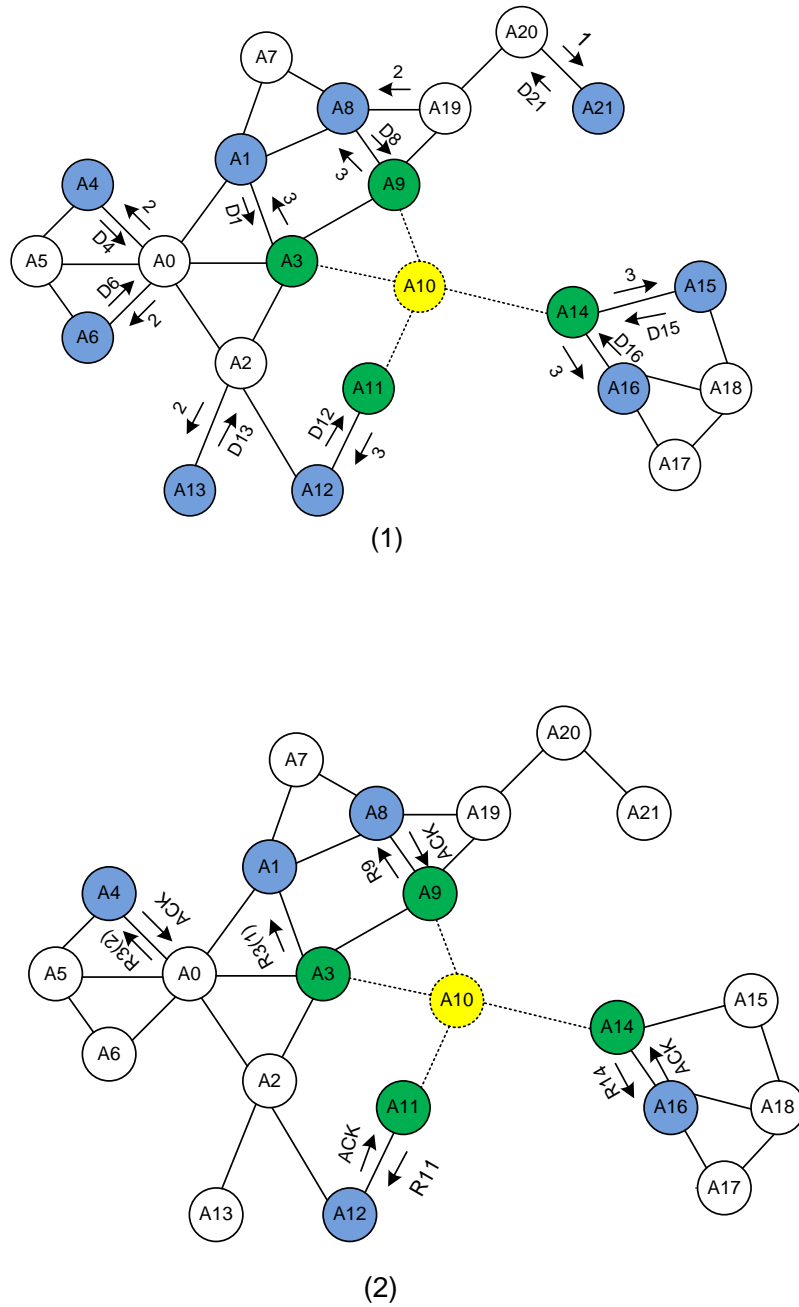 A20
1
A7
2
D21
A8
A19
A21
D8
A1
3
A9
A4
2
D1
3
D4
A5
A0
A3
D6
A10
3
A15
A14
D15
2
A6
D16
A2
3
A11
A16
A18
2
D13
D12
3
A17
A13
A12
(1)
A20
A7
A8
A19
A21
ACK
R9
A1
A4
A9
ACK
R3(2)
R3(1)
A5
A0
A3
A10
A15
A14
A6
ACK
R14
A2
A11
A16
A18
ACK
R11
A17
A13
A12
(2)